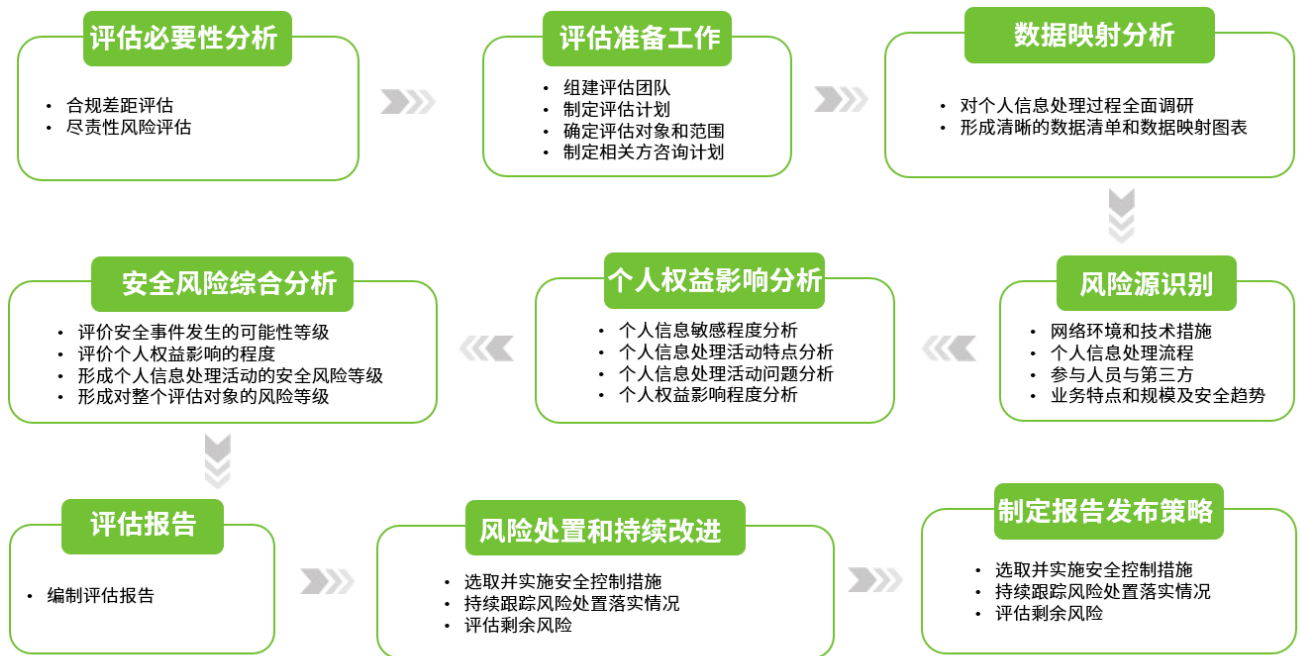 评估必要性分析
• 合规差距评估
• 尽责性风险评估
评估准备工作
• 组建评估团队
• 制定评估计划
• 确定评估对象和范围
• 制定相关方咨询计划
数据映射分析
• 对个人信息处理过程全面调研
• 形成清晰的数据清单和数据映射图表
风险源识别
• 网络环境和技术措施
• 个人信息处理流程
• 参与人员与第三方
• 业务特点和规模及安全趋势
个人权益影响分析
• 个人信息敏感程度分析
• 个人信息处理活动特点分析
• 个人信息处理活动问题分析
• 个人权益影响程度分析
安全风险综合分析
• 评价安全事件发生的可能性等级
• 评价个人权益影响的程度
• 形成个人信息处理活动的安全风险等级
• 形成对整个评估对象的风险等级
评估报告
• 编制评估报告
风险处置和持续改进
• 选取并实施安全控制措施
• 持续跟踪风险处置落实情况
• 评估剩余风险
制定报告发布策略
• 选取并实施安全控制措施
• 持续跟踪风险处置落实情况
• 评估剩余风险